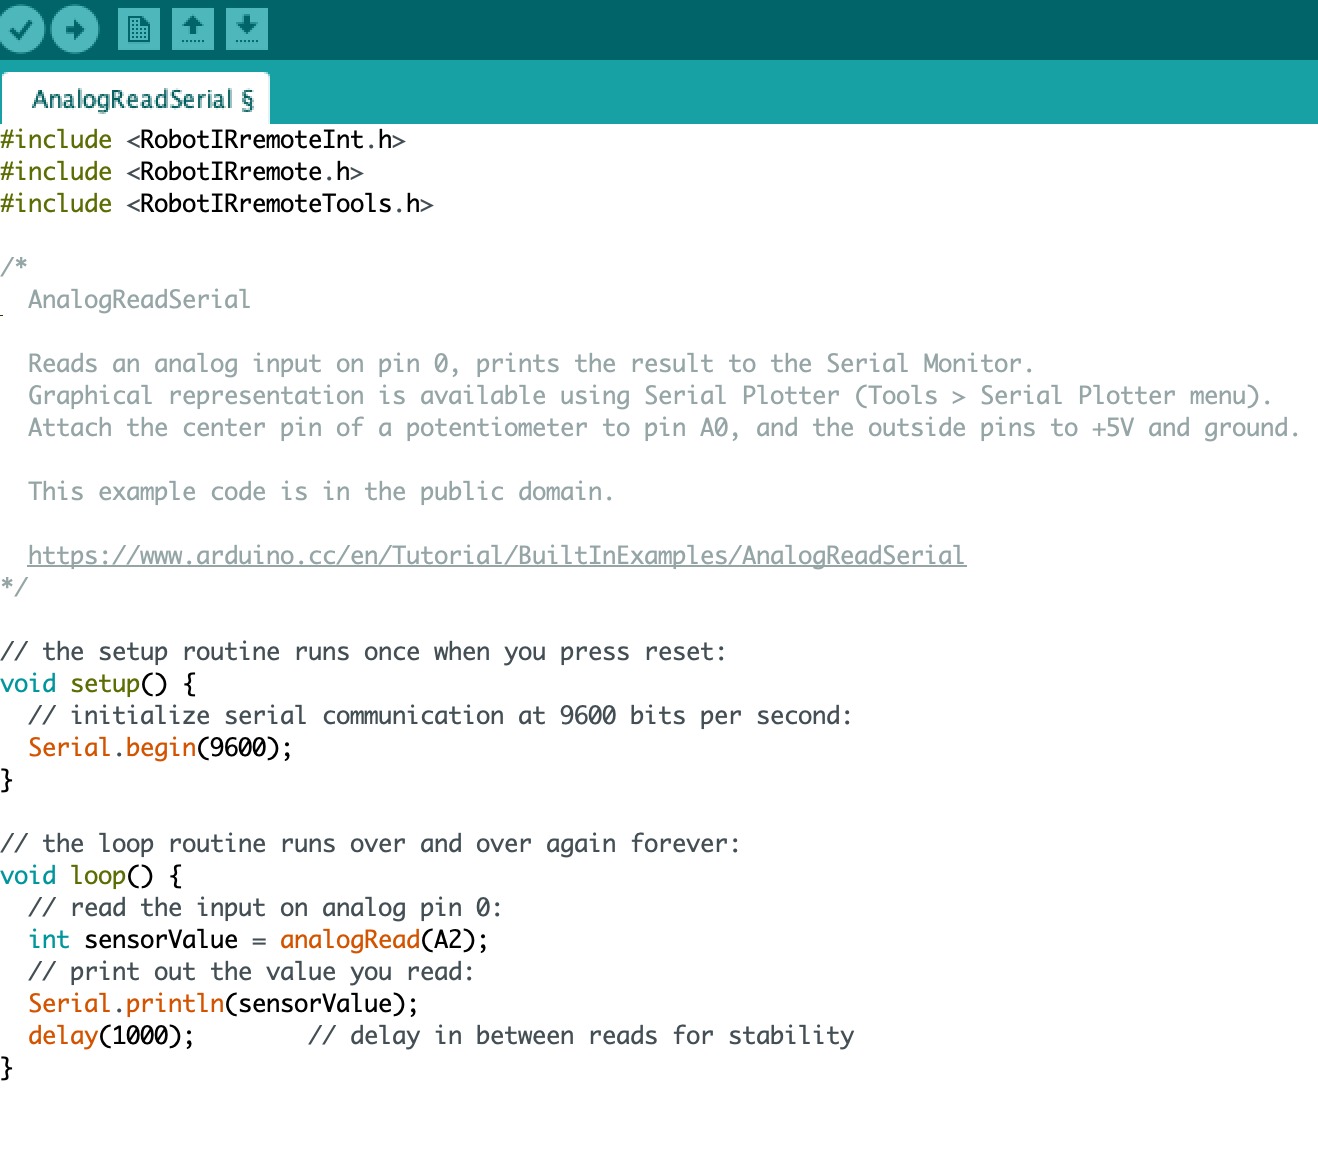 AnalogReadSerial §
#include <RobotIRremoteInt.h>
#include <RobotIRremote.h>
#include <RobotIRremoteTools.h>
/*
AnalogReadSerial
Reads an analog input on pin 0, prints the result to the Serial Monitor.
Graphical representation is available using Serial Plotter (Tools > Serial Plotter menu).
Attach the center pin of a potentiometer to pin A0, and the outside pins to +5V and ground.
This example code is in the public domain.
https://www.arduino.cc/en/Tutorial/BuiltInExamples/AnalogReadSerial
*/
// the setup routine runs once when you press reset:
void setup() {
// initialize serial communication at 9600 bits per second:
Serial.begin(9600);
}
// the loop routine runs over and over again forever:
void loop() {
// read the input on analog pin 0:
int sensorValue = analogRead(A2);
// print out the value you read:
Serial.println(sensorValue);
delay(1000);        // delay in between reads for stability
}